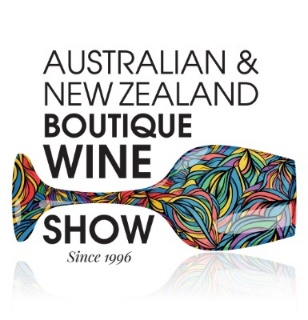 AUSTRALIAN &
NEW ZEALAND
BOUTIQUE
WINE
SHOW
Since 1996